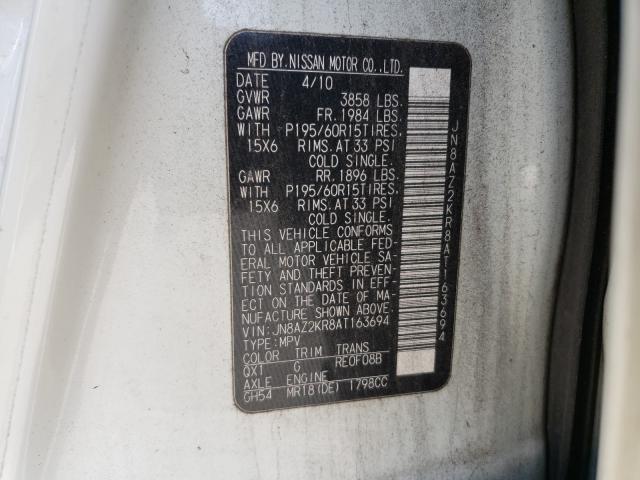 MFD BY.NISSAN MOTOR CO.,LTD.
DATE 4/10
GVWR 3858 LBS.
GAWR FR. 1984 LBS.
WITH P195/60R15TIRES.
15X6 RIMS.AT 33 PSI
COLD SINGLE.
GAWR RR. 1896 LBS.
WITH P195/60R15TIRES.
15X6 RIMS.AT 33 PSI
COLD SINGLE.
THIS VEHICLE CONFORMS
TO ALL APPLICABLE FED-
ERAL MOTOR VEHICLE SA-
FETY AND THEFT PREVEN-
TION STANDARDS IN EFF-
ECT ON THE DATE OF MA-
NUFACTURE SHOWN ABOVE.
VIN:JN8AZ2KR8AT163694
TYPE:MPV
COLOR TRIM TRANS
QX1 G RE0F08B
AXLE ENGINE
GH54 MR18(DE) 1798CC
JN8AZ2KR8AT163694